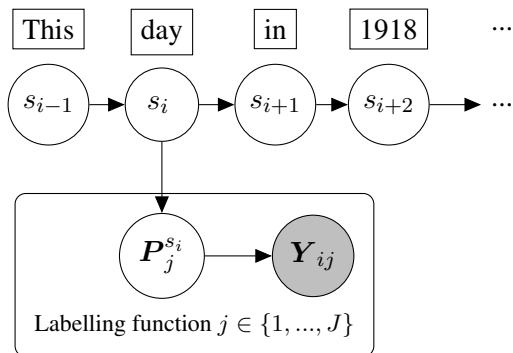 This day in 1918 ...
s_{i-1} s_i s_{i+1} s_{i+2} ...
P_j^{s_i} Y_{ij}
Labelling function j ∈ {1, ..., J}